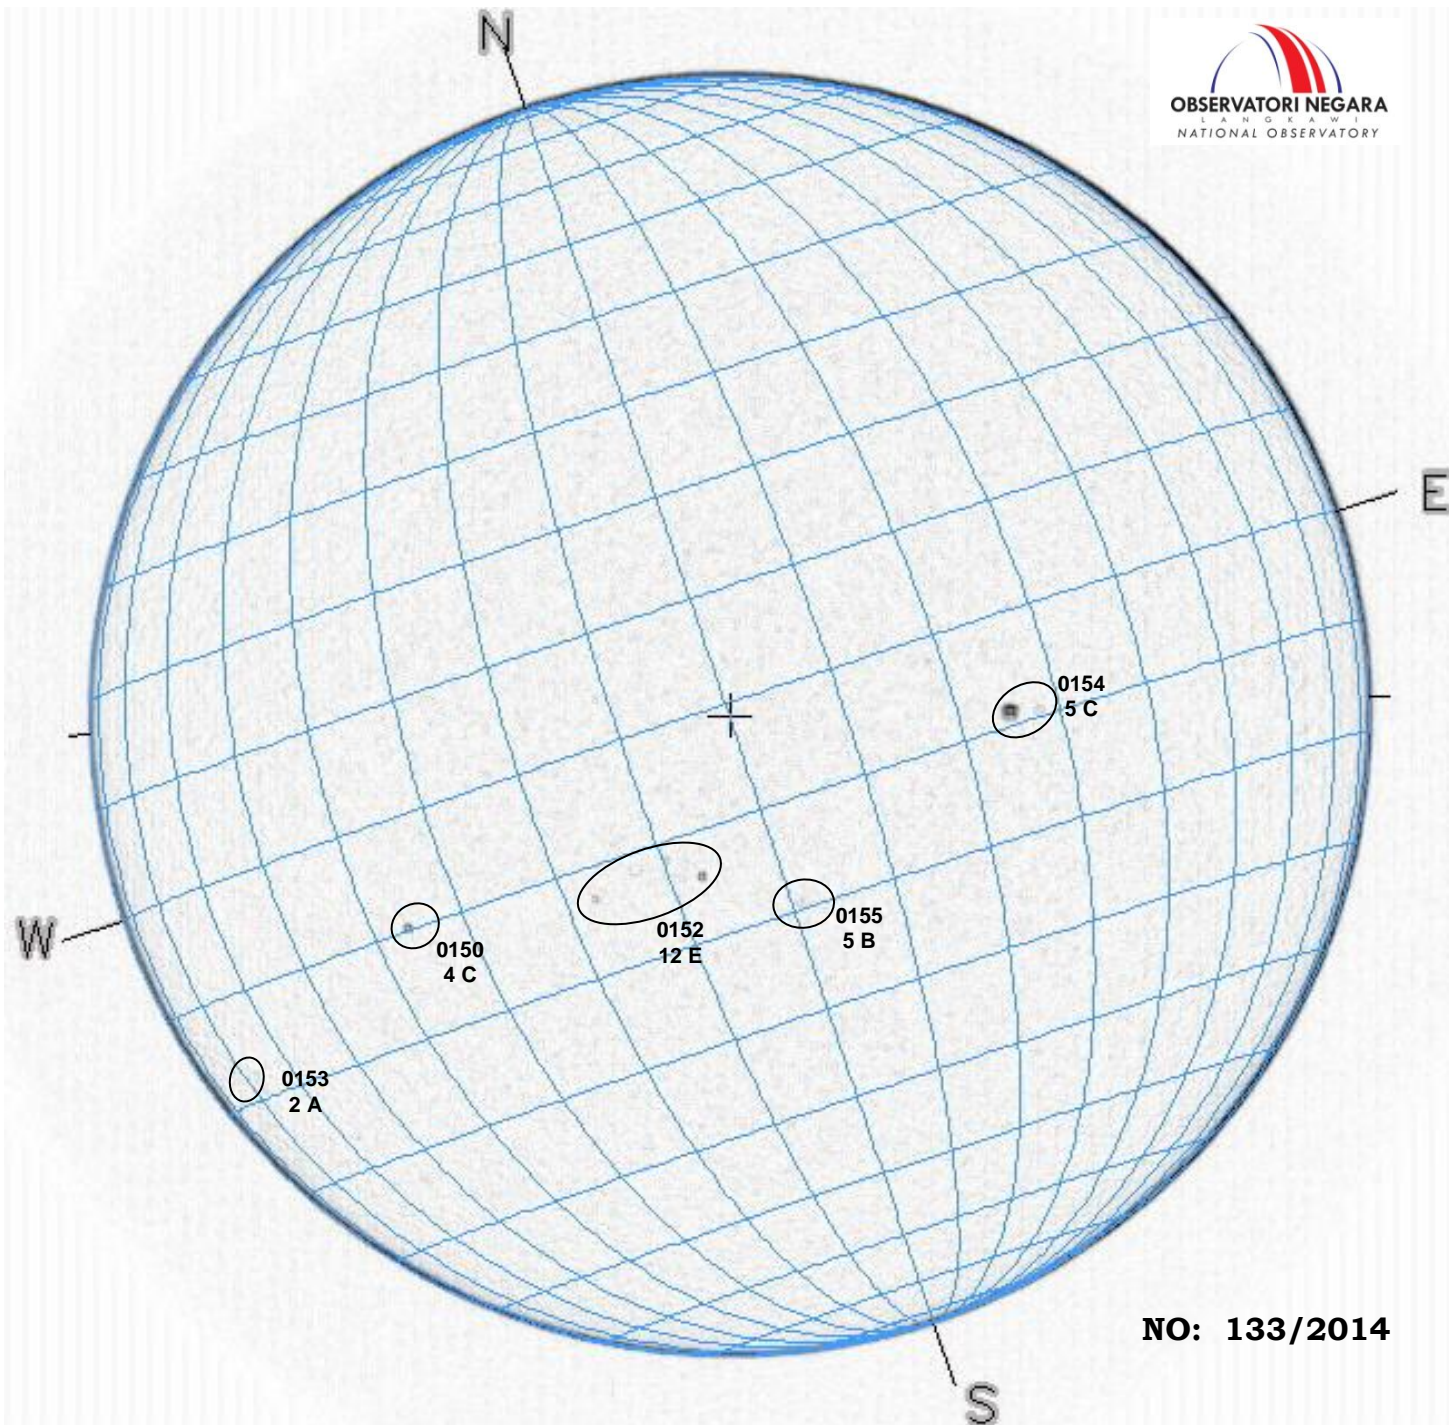 N
OBSERVATORI NEGARA
LANGKAWI
NATIONAL OBSERVATORY
E
0154
5 C
W
0150
4 C
0152
12 E
0155
5 B
0153
2 A
NO: 133/2014
S